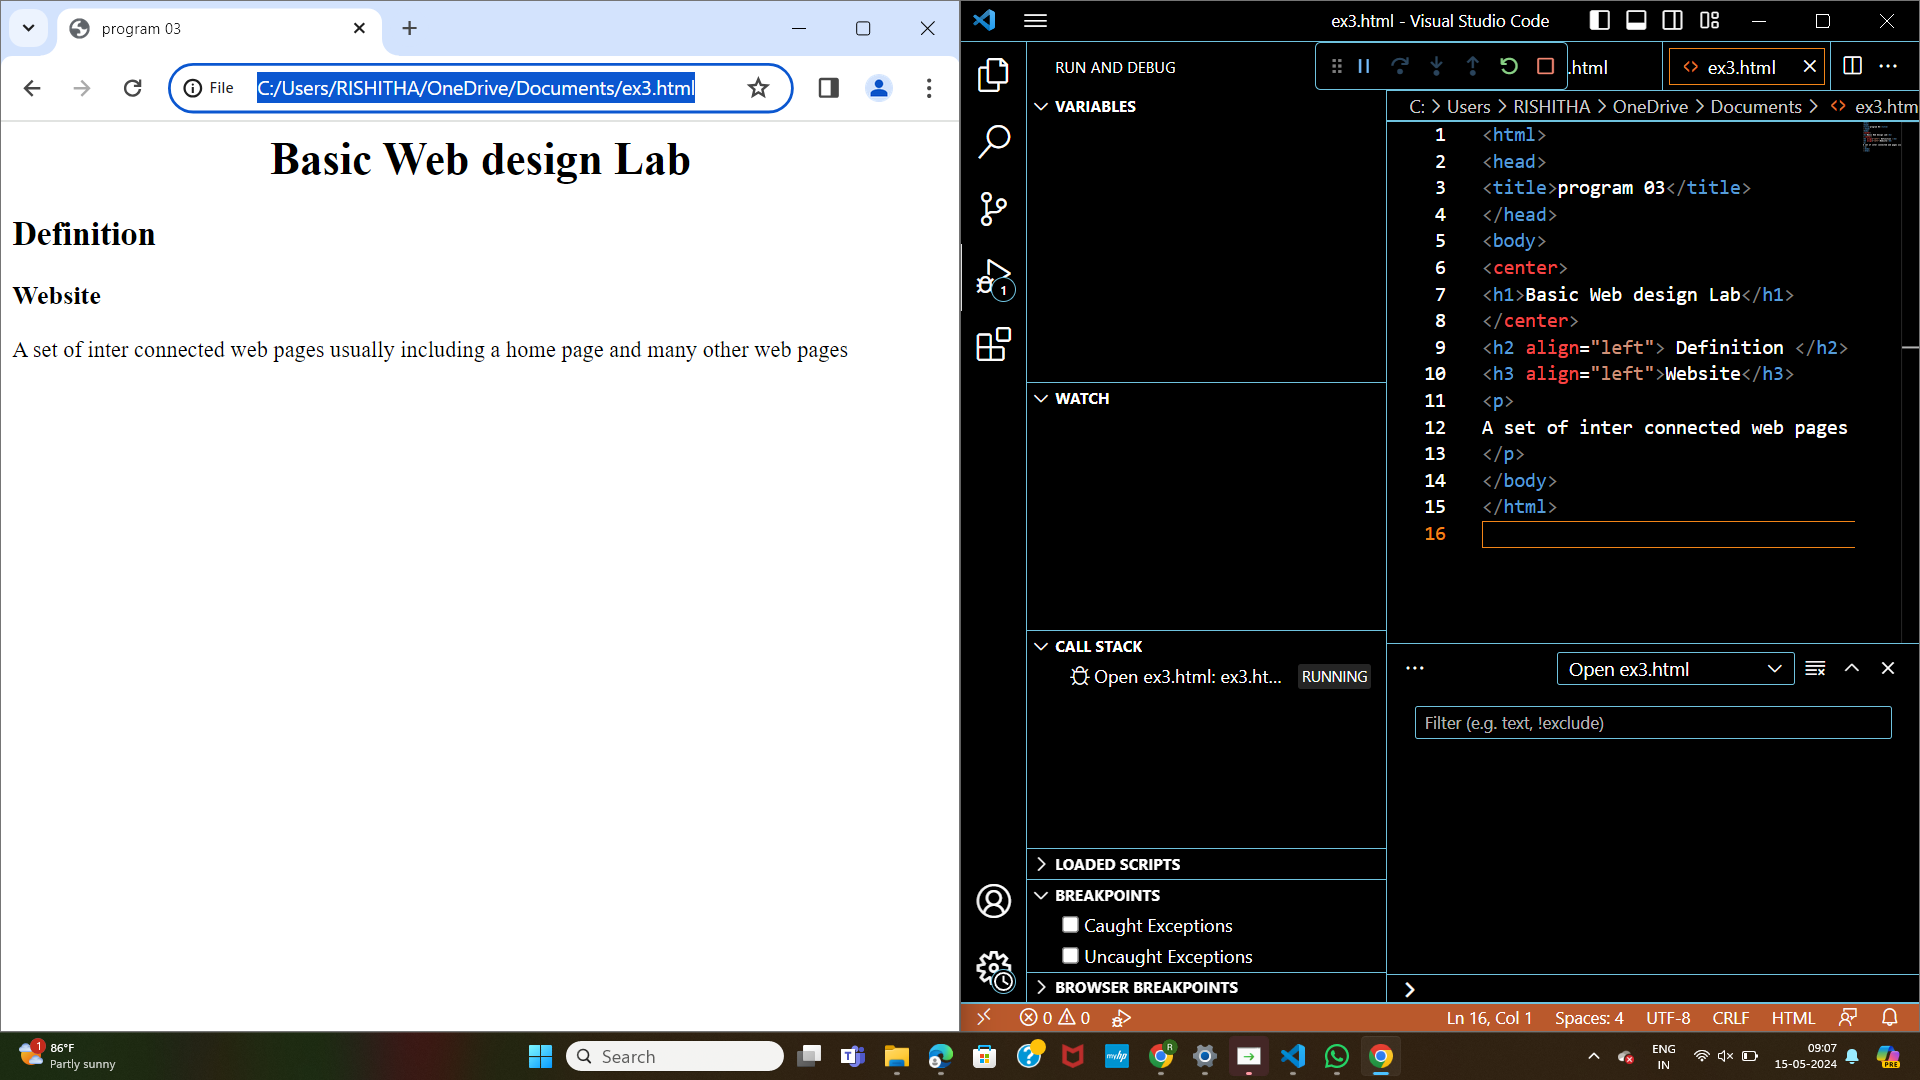 program 03
File
C:/Users/RISHITHA/OneDrive/Documents/ex3.html
Basic Web design Lab
Definition
Website
A set of inter connected web pages usually including a home page and many other web pages
ex3.html - Visual Studio Code
RUN AND DEBUG
VARIABLES
1
WATCH
CALL STACK
Open ex3.html: ex3.ht...
RUNNING
LOADED SCRIPTS
BREAKPOINTS
Caught Exceptions
Uncaught Exceptions
BROWSER BREAKPOINTS
.html
ex3.html
C: > Users > RISHITHA > OneDrive > Documents > <> ex3.htm
1 <html>
2 <head>
3 <title>program 03</title>
4 </head>
5 <body>
6 <center>
7 <h1>Basic Web design Lab</h1>
8 </center>
9 <h2 align="left"> Definition </h2>
10 <h3 align="left">Website</h3>
11 <p>
12 A set of inter connected web pages
13 </p>
14 </body>
15 </html>
16
Open ex3.html
Filter (e.g. text, !exclude)
0 0
Ln 16, Col 1
Spaces: 4
UTF-8
CRLF
HTML
1
86°F
Partly sunny
Search
myhp
R
ENG
IN
09:07
15-05-2024
PRE